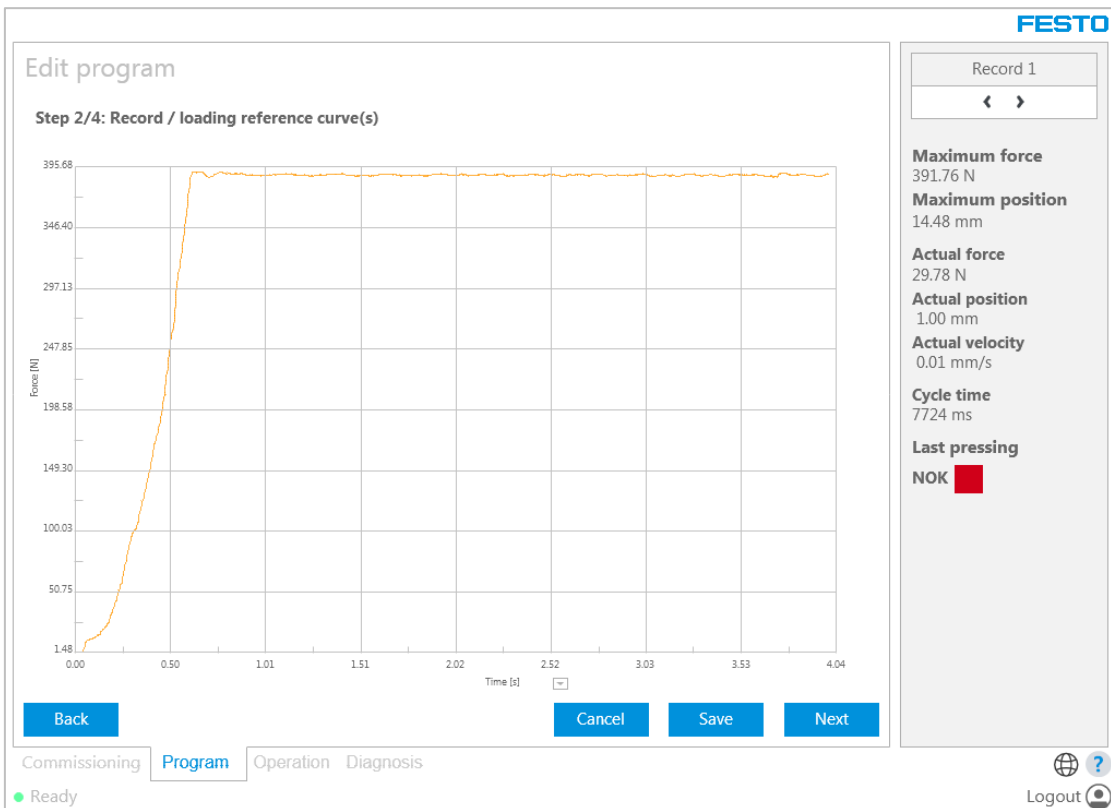 FESTO
Edit program
Step 2/4: Record / loading reference curve(s)
395.68
346.40
297.13
247.85
198.58
149.30
100.03
50.75
1.48
Force [N]
0.00 0.50 1.01 1.51 2.02 2.52 3.03 3.53 4.04
Time [s]
Back Cancel Save Next
Record 1
Maximum force
391.76 N
Maximum position
14.48 mm
Actual force
29.78 N
Actual position
1.00 mm
Actual velocity
0.01 mm/s
Cycle time
7724 ms
Last pressing
NOK
Commissioning Program Operation Diagnosis
?
Ready
Logout